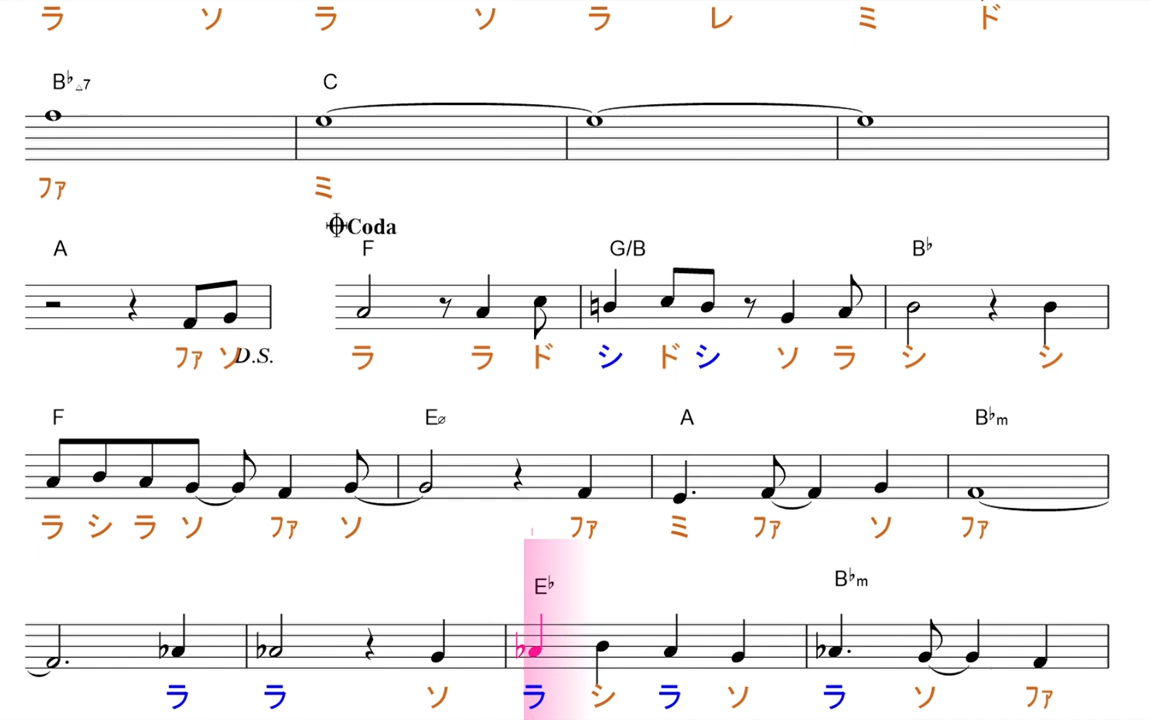 ラ ソ ラ ソ ラ レ ミ ド
B♭△7 C
ファ ミ
Coda
A F G/B B♭
ファ ソ D.S. ラ ラ ド シ ド シ ソ ラ シ シ
F E⌀ A B♭m
ラ シ ラ ソ ファ ソ ファ ミ ファ ソ ファ
E♭ B♭m
ラ ラ ソ ラ シ ラ ソ ラ ソ ファ